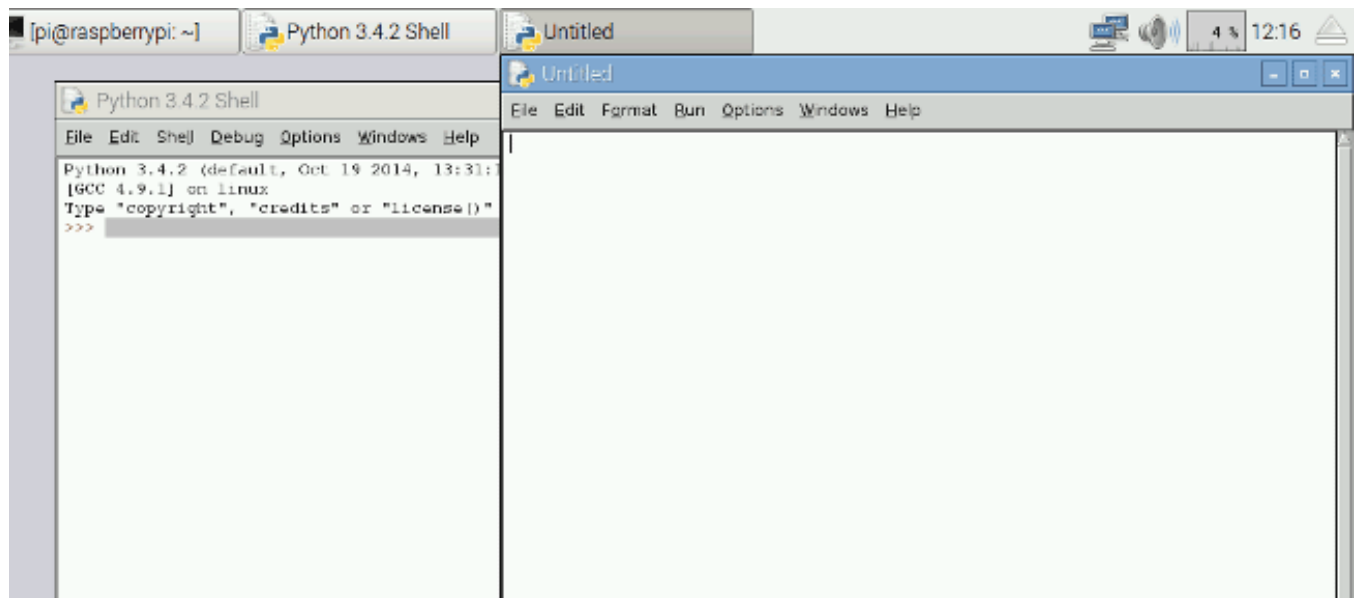 [pi@raspberrypi: ~] Python 3.4.2 Shell Untitled 4 % 12:16
Untitled
File Edit Format Run Options Windows Help
Python 3.4.2 Shell
File Edit Shell Debug Options Windows Help
Python 3.4.2 (default, Oct 19 2014, 13:31:1
[GCC 4.9.1] on linux
Type "copyright", "credits" or "license()"
>>>